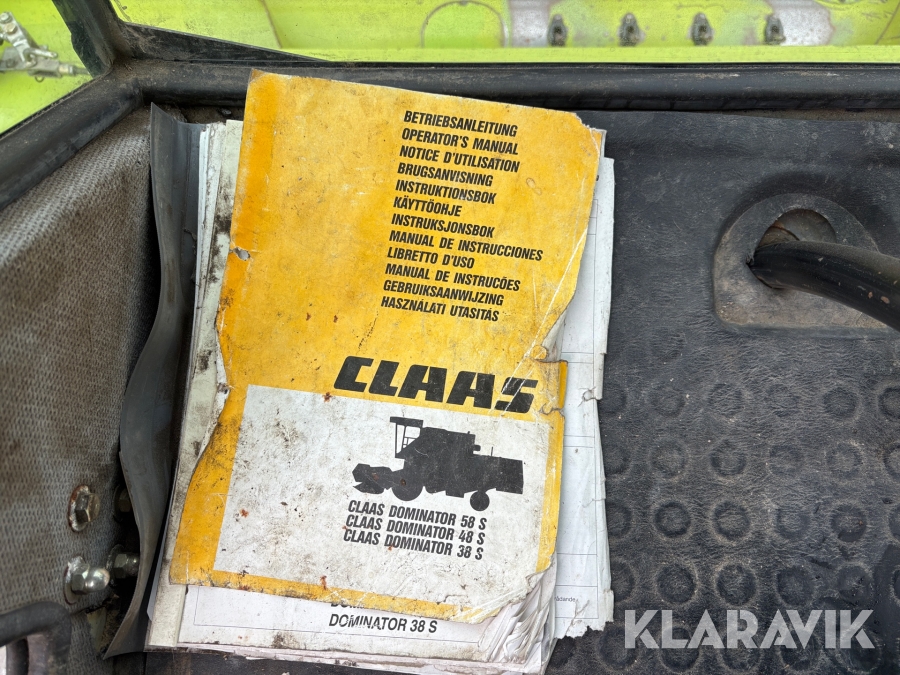 BETRIEBSANLEITUNG
OPERATOR'S MANUAL
NOTICE D'UTILISATION
BRUGSANVISNING
INSTRUKTIONSBOK
KÄYTTÖOHJE
INSTRUKSJONSBOK
MANUAL DE INSTRUCCIONES
LIBRETTO D'USO
MANUAL DE INSTRUCÕES
GEBRUIKSAANWIJZING
HASZNÁLATI UTASITÁS
CLAAS
CLAAS DOMINATOR 58 S
CLAAS DOMINATOR 48 S
CLAAS DOMINATOR 38 S
DOMINATOR 38 S
KLARAVIK